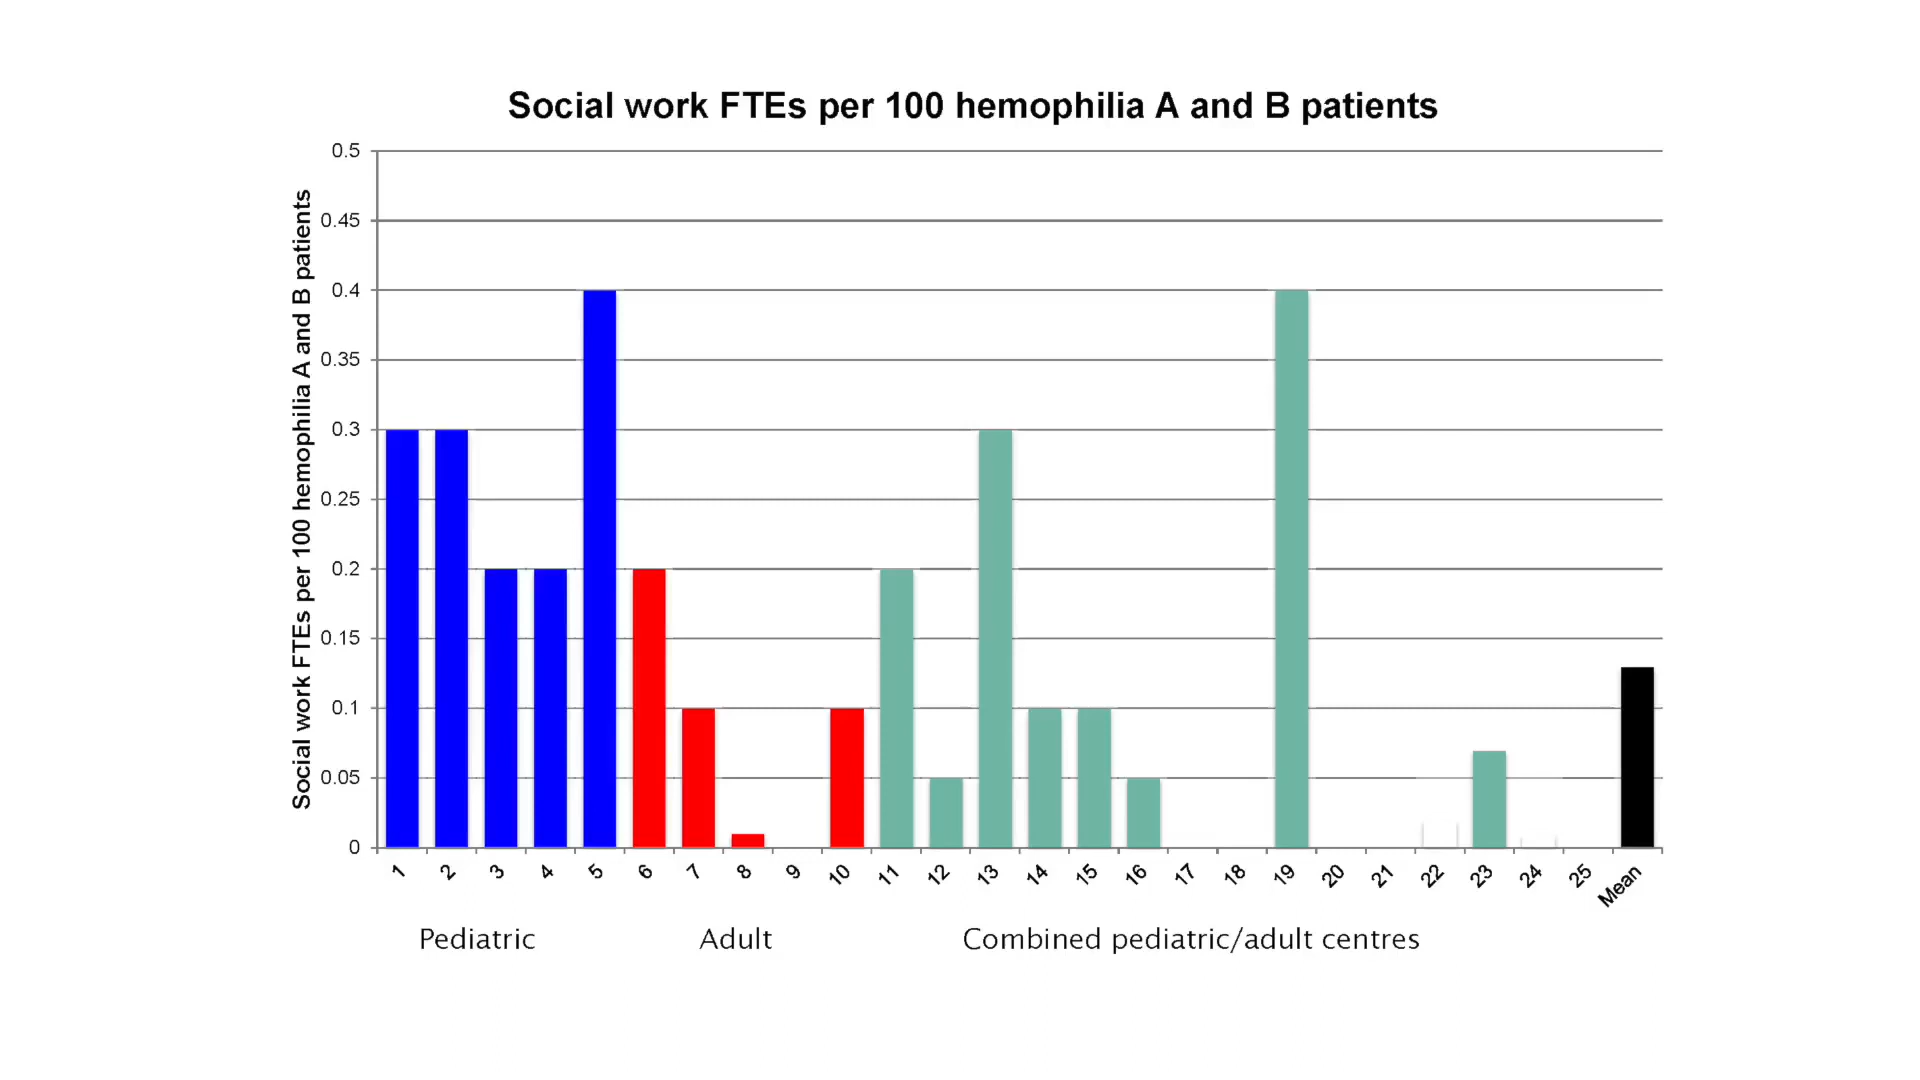 Social work FTEs per 100 hemophilia A and B patients
Social work FTEs per 100 hemophilia A and B patients
0.5
0.45
0.4
0.35
0.3
0.25
0.2
0.15
0.1
0.05
0
1 2 3 4 5 6 7 8 9 10 11 12 13 14 15 16 17 18 19 20 21 22 23 24 25 Mean
Pediatric Adult Combined pediatric/adult centres